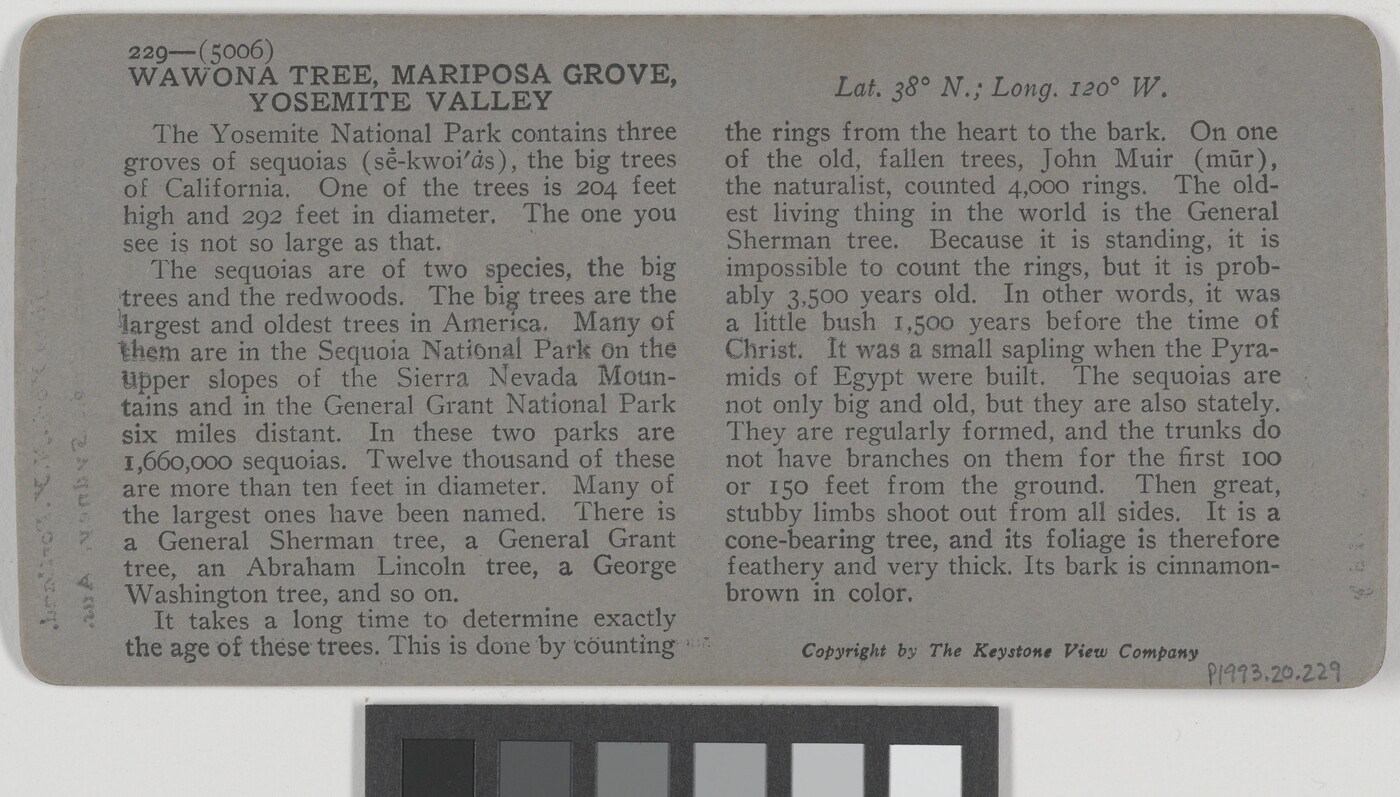 229—(5006)
WAWONA TREE, MARIPOSA GROVE,
YOSEMITE VALLEY
The Yosemite National Park contains three
groves of sequoias (sē-kwoi′ȧs), the big trees
of California. One of the trees is 204 feet
high and 292 feet in diameter. The one you
see is not so large as that.
The sequoias are of two species, the big
trees and the redwoods. The big trees are the
largest and oldest trees in America. Many of
them are in the Sequoia National Park on the
upper slopes of the Sierra Nevada Moun-
tains and in the General Grant National Park
six miles distant. In these two parks are
1,660,000 sequoias. Twelve thousand of these
are more than ten feet in diameter. Many of
the largest ones have been named. There is
a General Sherman tree, a General Grant
tree, an Abraham Lincoln tree, a George
Washington tree, and so on.
It takes a long time to determine exactly
the age of these trees. This is done by counting
Lat. 38° N.; Long. 120° W.
the rings from the heart to the bark. On one
of the old, fallen trees, John Muir (mūr),
the naturalist, counted 4,000 rings. The old-
est living thing in the world is the General
Sherman tree. Because it is standing, it is
impossible to count the rings, but it is prob-
ably 3,500 years old. In other words, it was
a little bush 1,500 years before the time of
Christ. It was a small sapling when the Pyra-
mids of Egypt were built. The sequoias are
not only big and old, but they are also stately.
They are regularly formed, and the trunks do
not have branches on them for the first 100
or 150 feet from the ground. Then great,
stubby limbs shoot out from all sides. It is a
cone-bearing tree, and its foliage is therefore
feathery and very thick. Its bark is cinnamon-
brown in color.
Copyright by The Keystone View Company
P1993.20.229